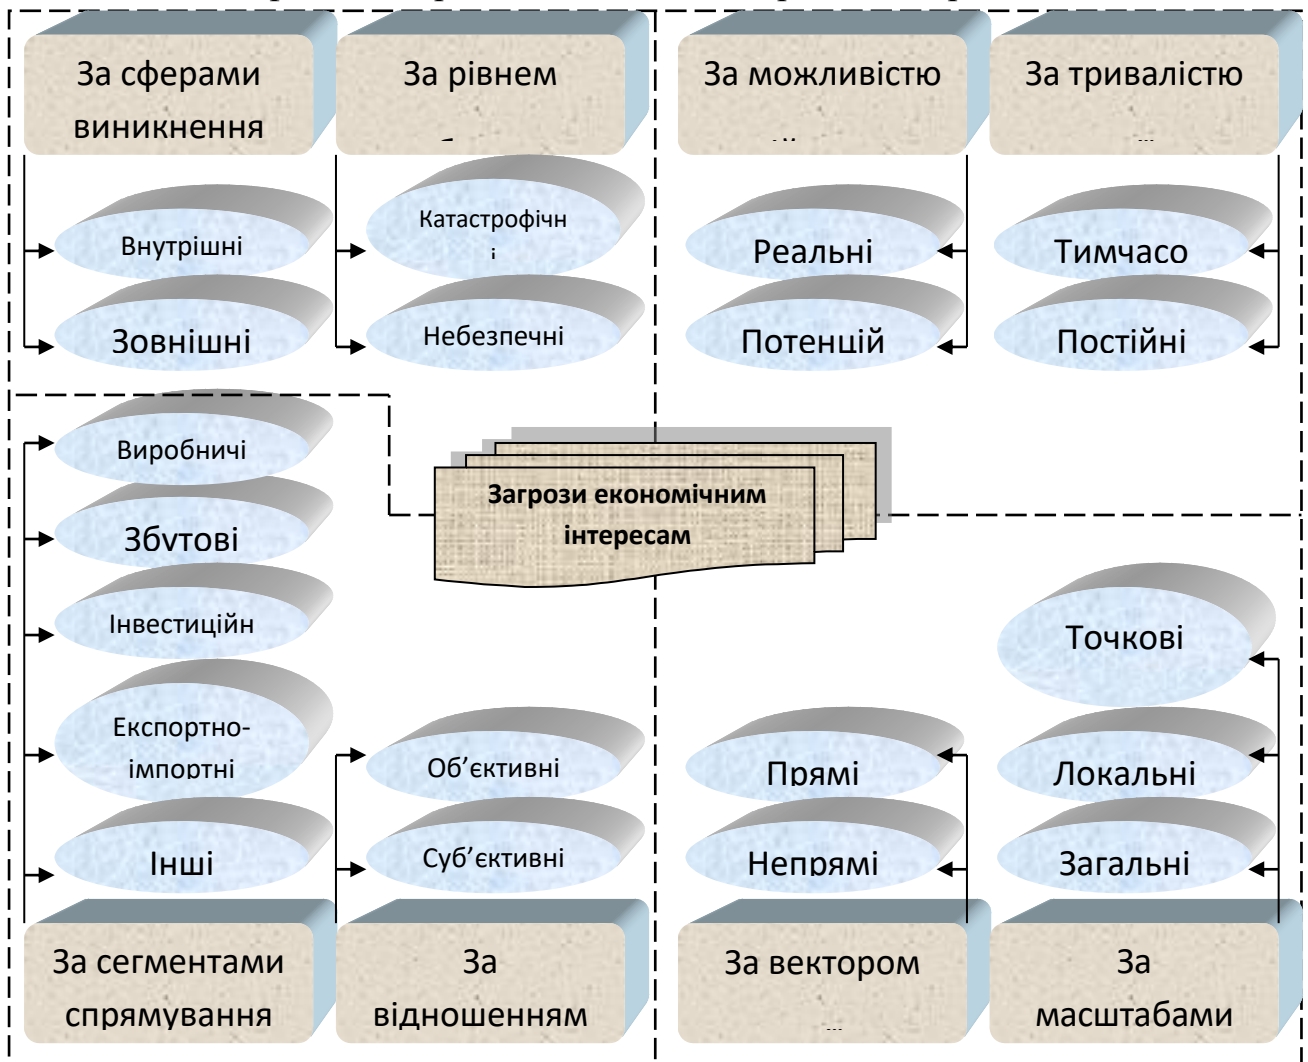 За сферами
виникнення
За рівнем
За можливістю
За тривалістю
Внутрішні
Катастрофічн
і
Реальні
Тимчасо
Зовнішні
Небезпечні
Потенцій
Постійні
Виробничі
Збутові
Інвестиційн
Експортно-
імпортні
Інші
Загрози економічним
інтересам
Об’єктивні
Суб’єктивні
Прямі
Непрямі
Точкові
Локальні
Загальні
За сегментами
спрямування
За
відношенням
За вектором
За
масштабами